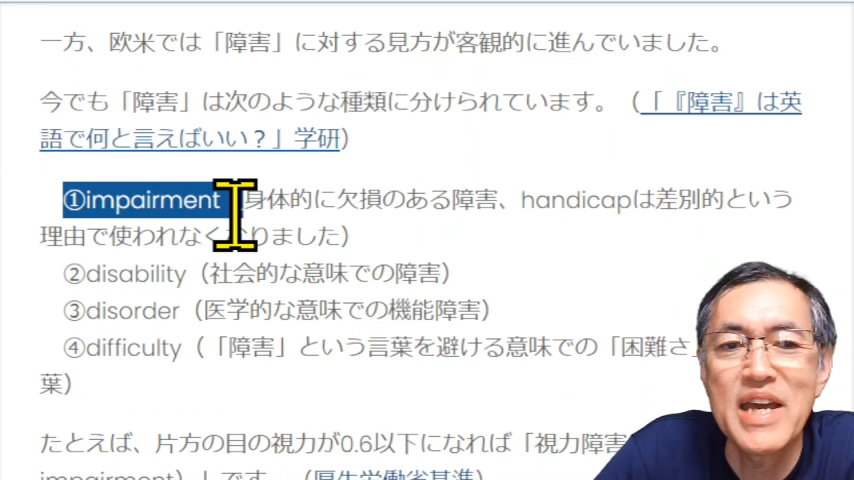 一方、欧米では「障害」に対する見方が客観的に進んでいました。
今でも「障害」は次のような種類に分けられています。（「『障害』は英
語で何と言えばいい？」学研）
①impairment（身体的に欠損のある障害、handicapは差別的という
理由で使われなくなりました）
②disability（社会的な意味での障害）
③disorder（医学的な意味での機能障害）
④difficulty（「障害」という言葉を避ける意味での「困難さ」
葉）
たとえば、片方の目の視力が0.6以下になれば「視力障害
impairment）」です。（厚生労働省基準）